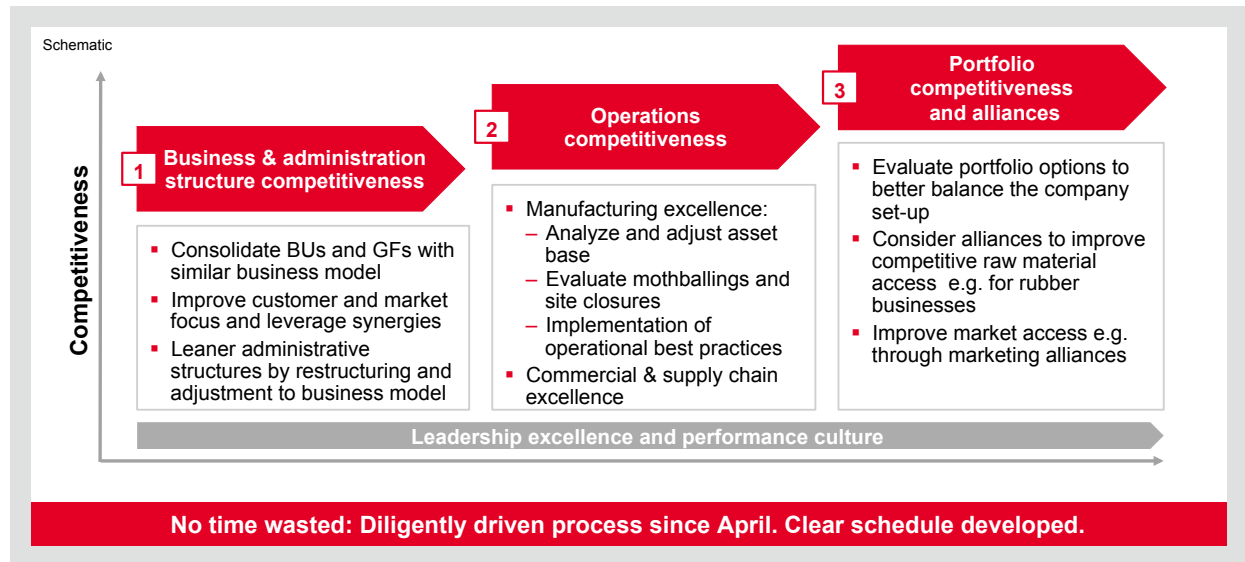 Schematic
Competitiveness
1
Business & administration
structure competitiveness
▪ Consolidate BUs and GFs with
similar business model
▪ Improve customer and market
focus and leverage synergies
▪ Leaner administrative
structures by restructuring and
adjustment to business model
2
Operations
competitiveness
▪ Manufacturing excellence:
– Analyze and adjust asset
base
– Evaluate mothballings and
site closures
– Implementation of
operational best practices
▪ Commercial & supply chain
excellence
3
Portfolio
competitiveness
and alliances
▪ Evaluate portfolio options to
better balance the company
set-up
▪ Consider alliances to improve
competitive raw material
access e.g. for rubber
businesses
▪ Improve market access e.g.
through marketing alliances
Leadership excellence and performance culture
No time wasted: Diligently driven process since April. Clear schedule developed.